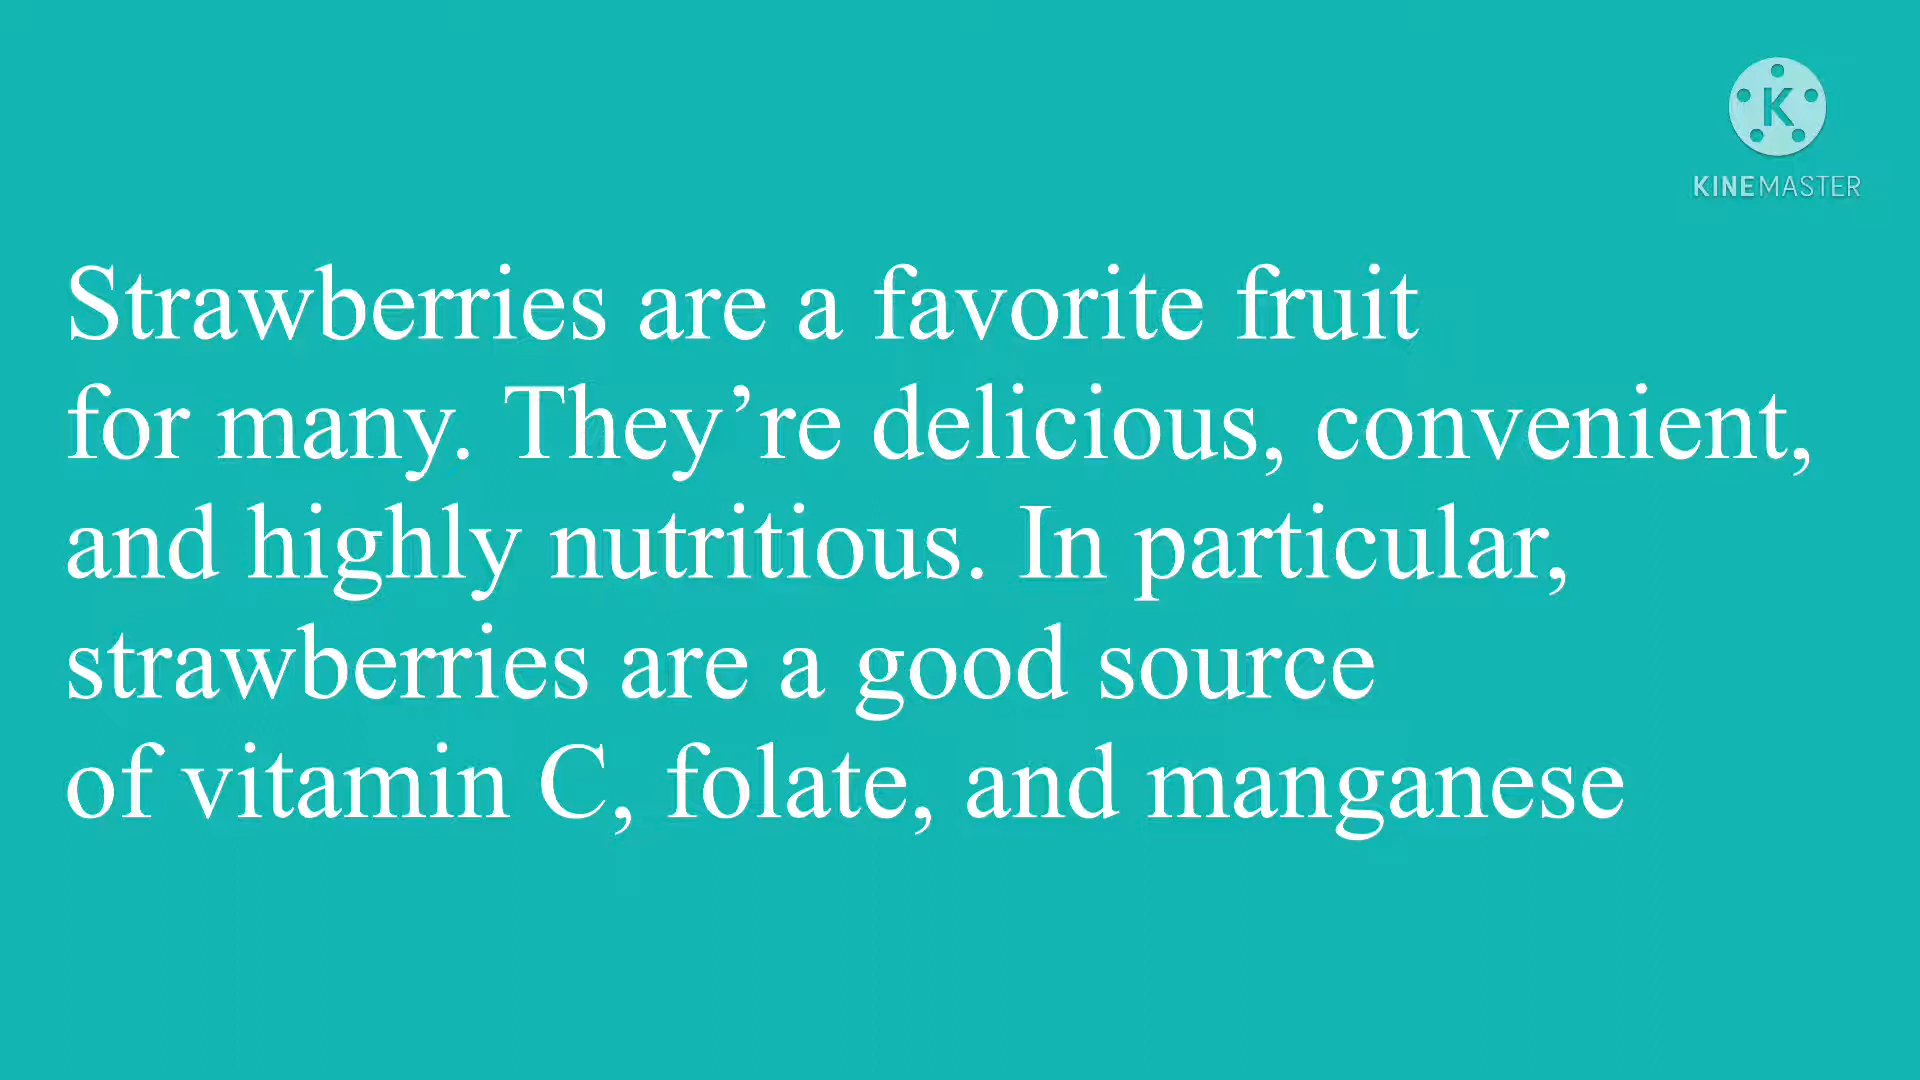 K
KINEMASTER
Strawberries are a favorite fruit
for many. They’re delicious, convenient,
and highly nutritious. In particular,
strawberries are a good source
of vitamin C, folate, and manganese